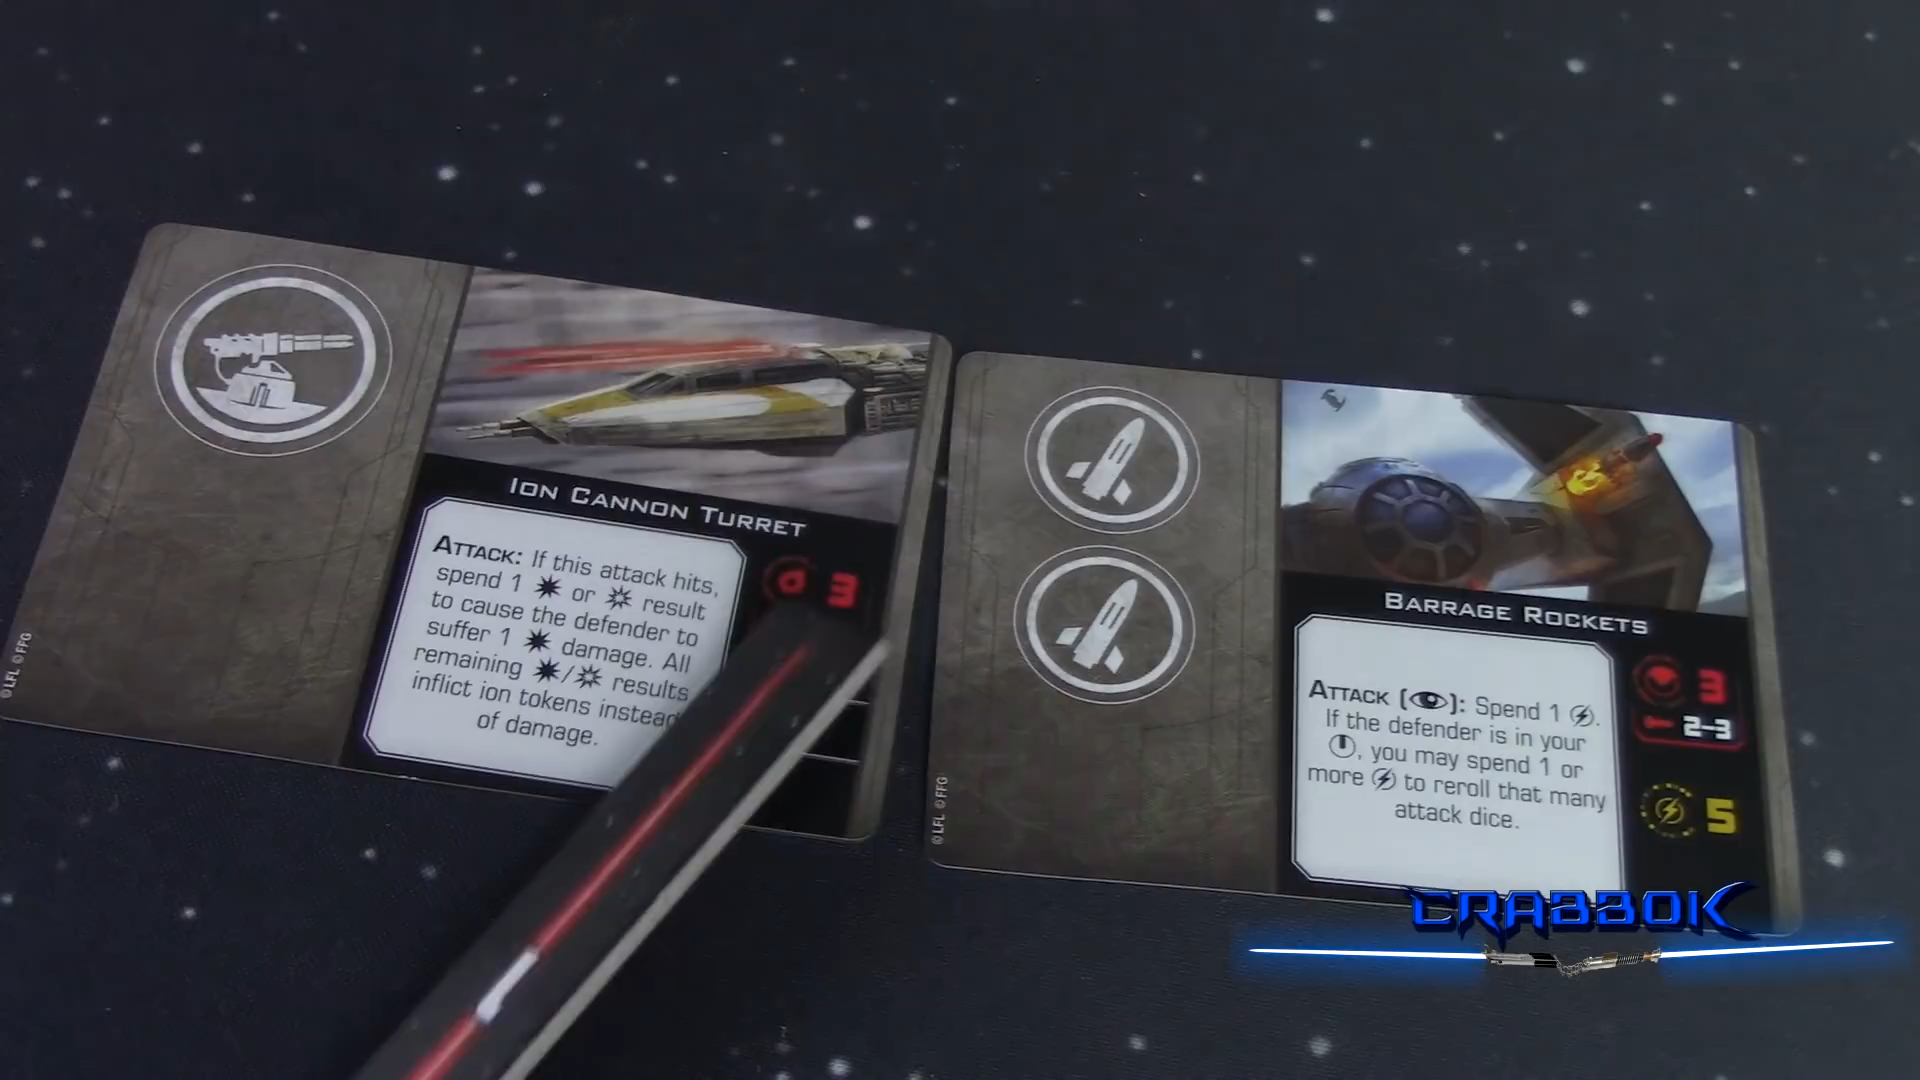 ION CANNON TURRET
ATTACK: If this attack hits,
spend 1 or result
to cause the defender to
suffer 1 damage. All
remaining / results
inflict ion tokens instead
of damage.
3
©LFL ©FFG
BARRAGE ROCKETS
ATTACK [ ]: Spend 1 .
If the defender is in your
, you may spend 1 or
more to reroll that many
attack dice.
3
2-3
5
©LFL ©FFG
CRABBOK